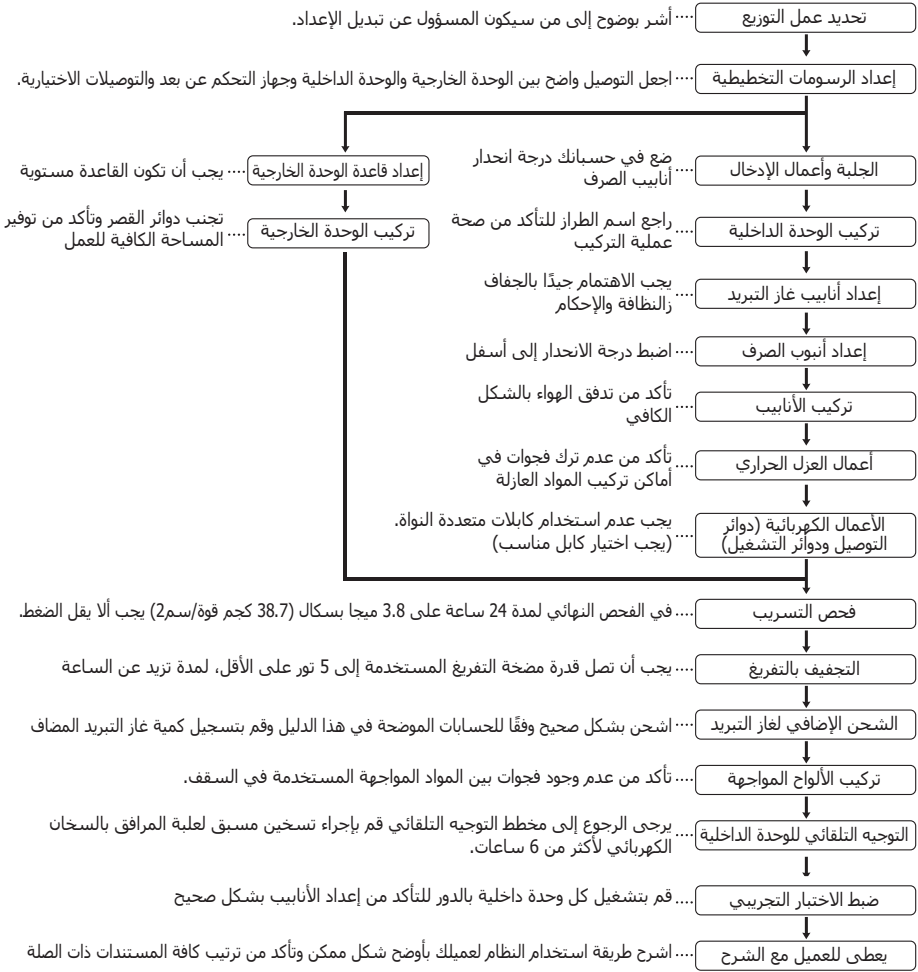 تحديد عمل التوزيع
أشر بوضوح إلى من سيكون المسؤول عن تبديل الإعداد.
إعداد الرسومات التخطيطية
اجعل التوصيل واضح بين الوحدة الخارجية والوحدة الداخلية وجهاز التحكم عن بعد والتوصيلات الاختيارية.
الجلبة وأعمال الإدخال
ضع في حسبانك درجة انحدار
أنابيب الصرف
إعداد قاعدة الوحدة الخارجية
يجب أن تكون القاعدة مستوية
تركيب الوحدة الداخلية
راجع اسم الطراز للتأكد من صحة
عملية التركيب
تركيب الوحدة الخارجية
تجنب دوائر القصر وتأكد من توفير
المساحة الكافية للعمل
إعداد أنابيب غاز التبريد
يجب الاهتمام جيدًا بالجفاف
زالنظافة والإحكام
إعداد أنبوب الصرف
اضبط درجة الانحدار إلى أسفل
تركيب الأنابيب
تأكد من تدفق الهواء بالشكل
الكافي
أعمال العزل الحراري
تأكد من عدم ترك فجوات في
أماكن تركيب المواد العازلة
الأعمال الكهربائية (دوائر
التوصيل ودوائر التشغيل)
يجب عدم استخدام كابلات متعددة النواة.
(يجب اختيار كابل مناسب)
فحص التسريب
في الفحص النهائي لمدة 24 ساعة على 3.8 ميجا بسكال (38.7 كجم قوة/سم2) يجب ألا يقل الضغط.
التجفيف بالتفريغ
يجب أن تصل قدرة مضخة التفريغ المستخدمة إلى 5 تور على الأقل، لمدة تزيد عن الساعة
الشحن الإضافي لغاز التبريد
اشحن بشكل صحيح وفقًا للحسابات الموضحة في هذا الدليل وقم بتسجيل كمية غاز التبريد المضاف
تركيب الألواح المواجهة
تأكد من عدم وجود فجوات بين المواد المواجهة المستخدمة في السقف.
التوجيه التلقائي للوحدة الداخلية
يرجى الرجوع إلى مخطط التوجيه التلقائي قم بإجراء تسخين مسبق لعلبة المرافق بالسخان
الكهربائي لأكثر من 6 ساعات.
ضبط الاختبار التجريبي
قم بتشغيل كل وحدة داخلية بالدور للتأكد من إعداد الأنابيب بشكل صحيح
يعطى للعميل مع الشرح
اشرح طريقة استخدام النظام لعميلك بأوضح شكل ممكن وتأكد من ترتيب كافة المستندات ذات الصلة